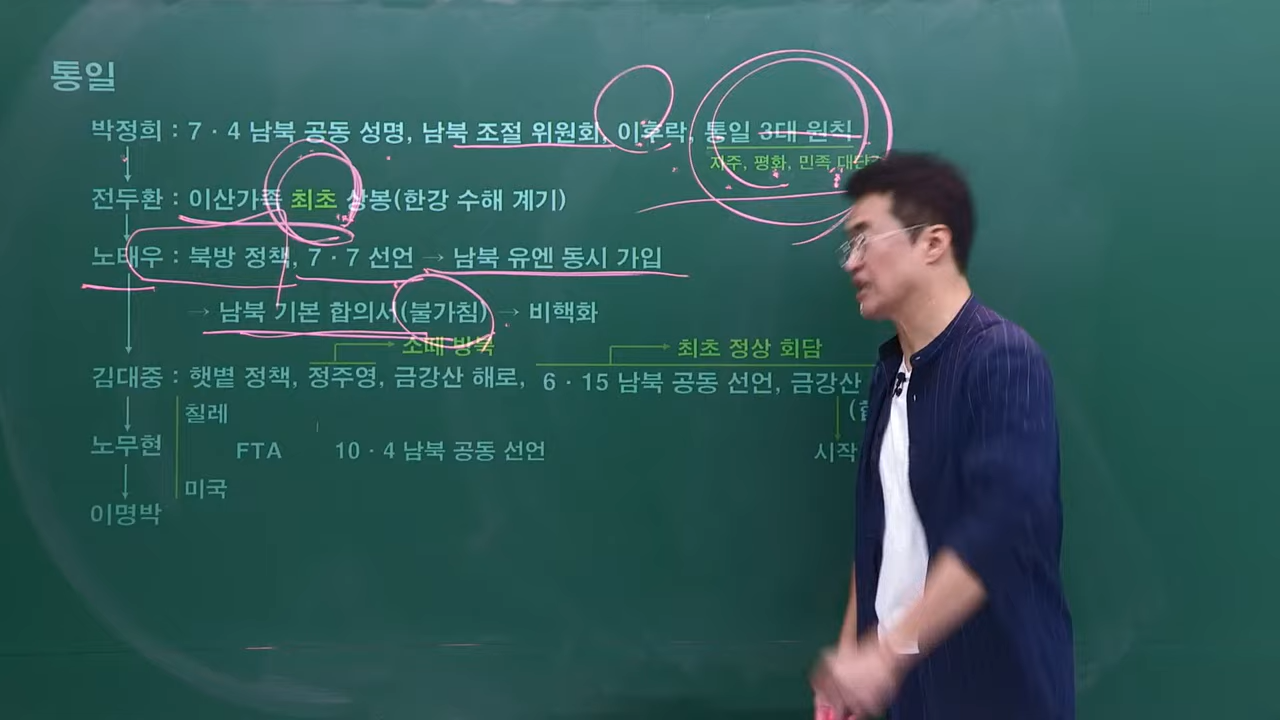 통일
박정희 : 7 · 4 남북 공동 성명, 남북 조절 위원회, 이후락, 통일 3대 원칙
자주, 평화, 민족 대단
전두환 : 이산가족 최초 상봉(한강 수해 계기)
노태우 : 북방 정책, 7 · 7 선언 → 남북 유엔 동시 가입
→ 남북 기본 합의서(불가침) → 비핵화
소떼 방북 최초 정상 회담
김대중 : 햇볕 정책, 정주영, 금강산 해로, 6 · 15 남북 공동 선언, 금강산
칠레
노무현 FTA 10 · 4 남북 공동 선언 시작
미국
이명박